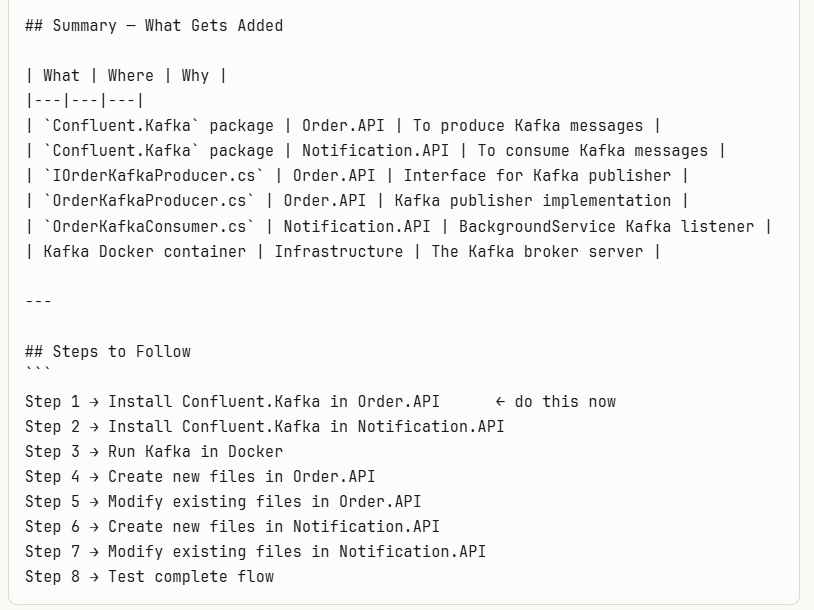 ## Summary — What Gets Added
| What | Where | Why |
|---|---|---|
| `Confluent.Kafka` package | Order.API | To produce Kafka messages |
| `Confluent.Kafka` package | Notification.API | To consume Kafka messages |
| `IOrderKafkaProducer.cs` | Order.API | Interface for Kafka publisher |
| `OrderKafkaProducer.cs` | Order.API | Kafka publisher implementation |
| `OrderKafkaConsumer.cs` | Notification.API | BackgroundService Kafka listener |
| Kafka Docker container | Infrastructure | The Kafka broker server |
---
## Steps to Follow
```
Step 1 → Install Confluent.Kafka in Order.API      ← do this now
Step 2 → Install Confluent.Kafka in Notification.API
Step 3 → Run Kafka in Docker
Step 4 → Create new files in Order.API
Step 5 → Modify existing files in Order.API
Step 6 → Create new files in Notification.API
Step 7 → Modify existing files in Notification.API
Step 8 → Test complete flow